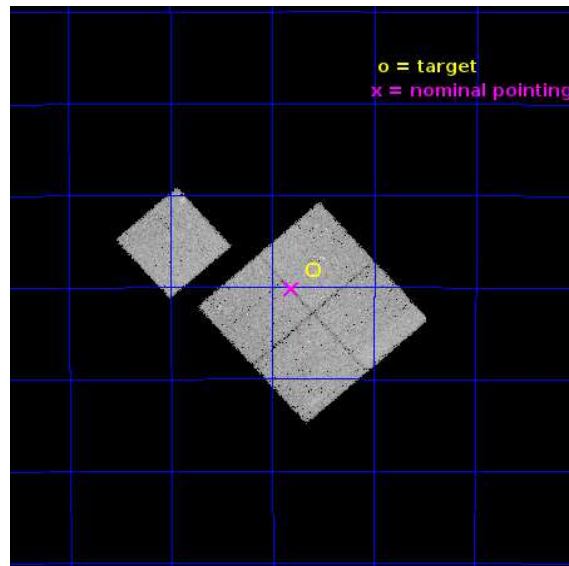 o = target
x = nominal pointing